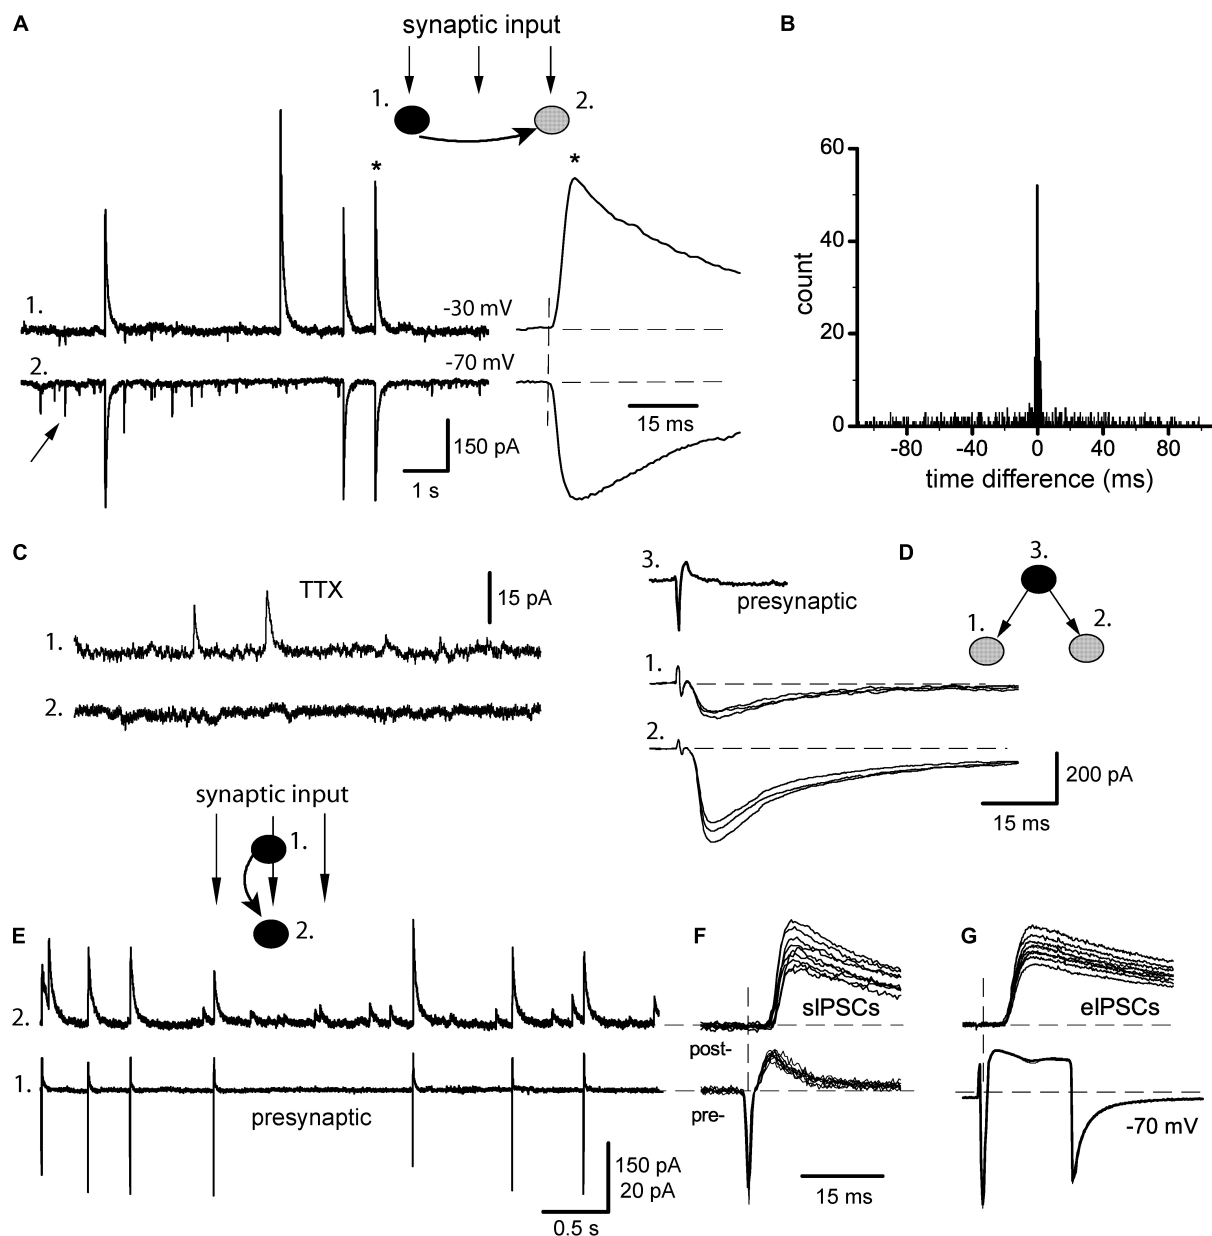 A
synaptic input
1.
2.
*
*
1.
-30 mV
2.
-70 mV
150 pA
1 s
15 ms
B
60
40
20
0
count
-80 -40 0 40 80
time difference (ms)
C
TTX
15 pA
1.
2.
D
3.
presynaptic
1.
2.
3.
1.
2.
200 pA
15 ms
synaptic input
1.
2.
E
2.
1.
presynaptic
150 pA
20 pA
0.5 s
F
sIPSCs
post-
pre-
15 ms
G
eIPSCs
-70 mV